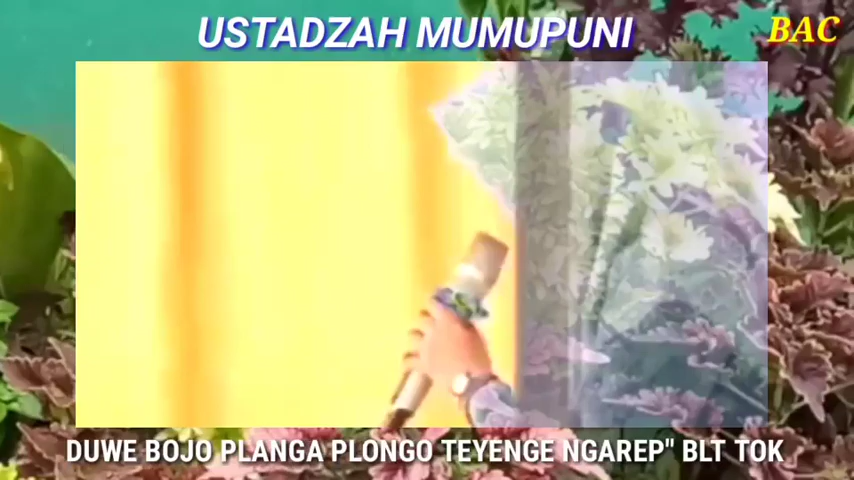 USTADZAH MUMUPUNI
BAC
DUWE BOJO PLANGA PLONGO TEYENGE NGAREP" BLT TOK